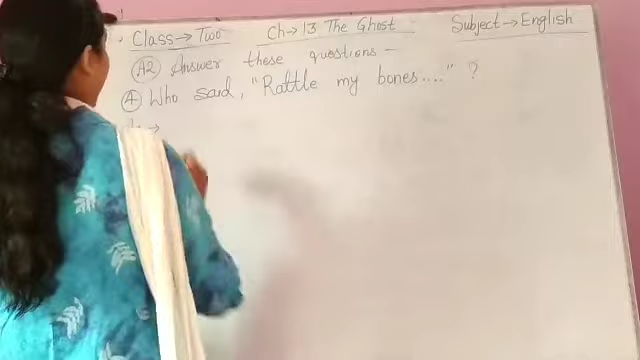 Class → Two Ch → 13 The Ghost Subject → English
A2 Answer these questions —
4 Who said, "Rattle my bones...." ?
→